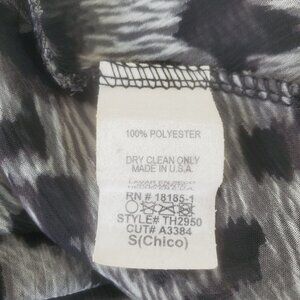 100% POLYESTER
DRY CLEAN ONLY
MADE IN U.S.A.
RN # 18185-1
STYLE# TH2950
CUT# A3384
S(Chico)